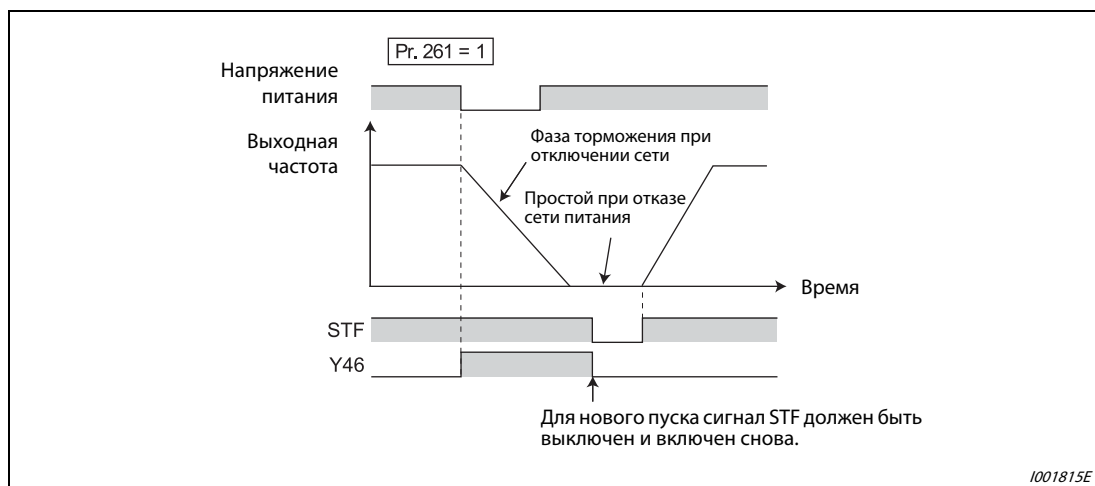 Pr. 261 = 1
Напряжение
питания
Выходная
частота
Фаза торможения при
отключении сети
Простой при отказе
сети питания
Время
STF
Y46
Для нового пуска сигнал STF должен быть
выключен и включен снова.
I001815E